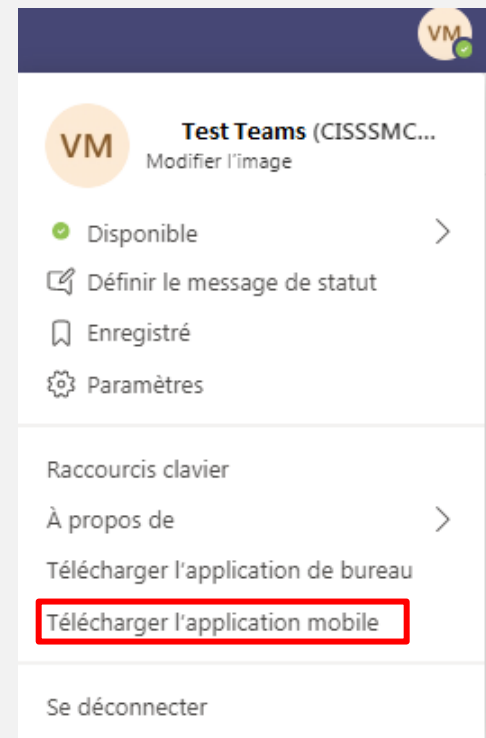 VM
VM
Test Teams (CISSSMC...
Modifier l'image
Disponible
Définir le message de statut
Enregistré
Paramètres
Raccourcis clavier
À propos de
Télécharger l'application de bureau
Télécharger l'application mobile
Se déconnecter